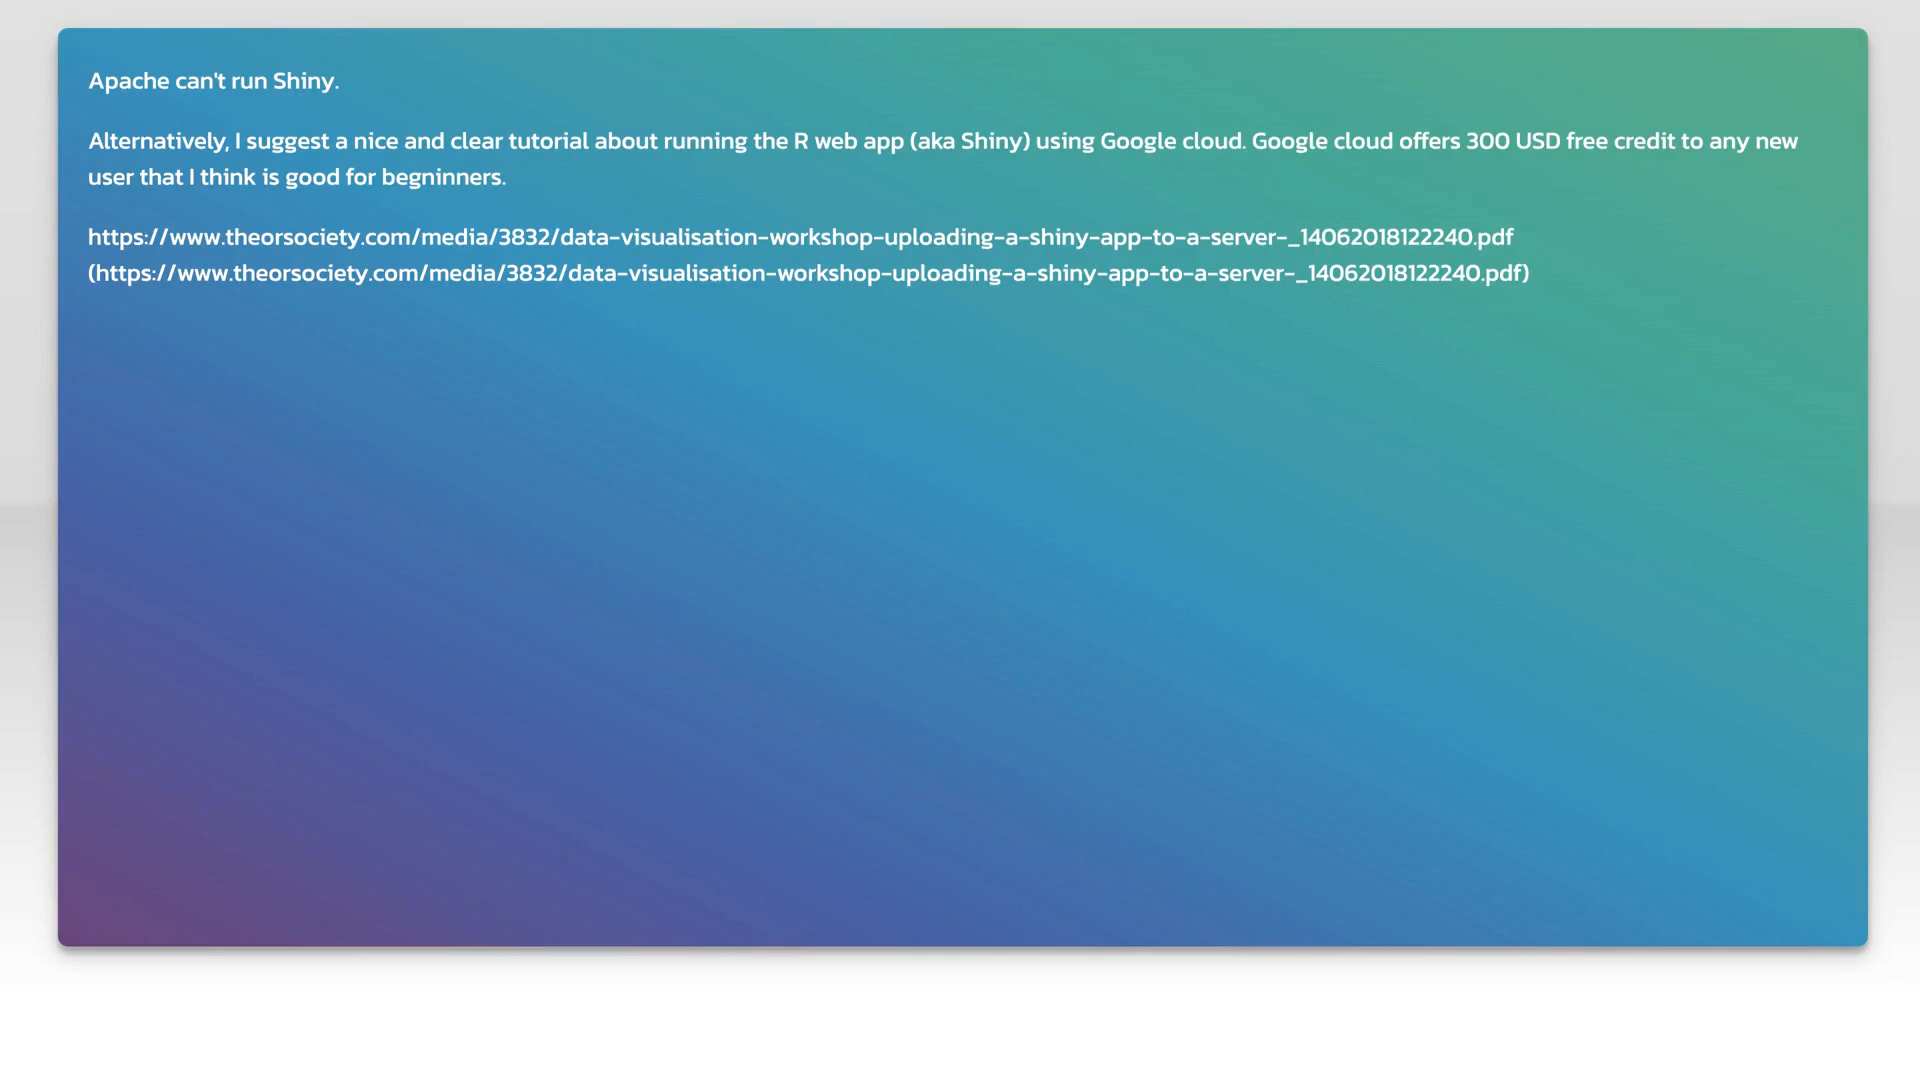 Apache can't run Shiny.
Alternatively, I suggest a nice and clear tutorial about running the R web app (aka Shiny) using Google cloud. Google cloud offers 300 USD free credit to any new
user that I think is good for begninners.
https://www.theorsociety.com/media/3832/data-visualisation-workshop-uploading-a-shiny-app-to-a-server-_14062018122240.pdf
(https://www.theorsociety.com/media/3832/data-visualisation-workshop-uploading-a-shiny-app-to-a-server-_14062018122240.pdf)